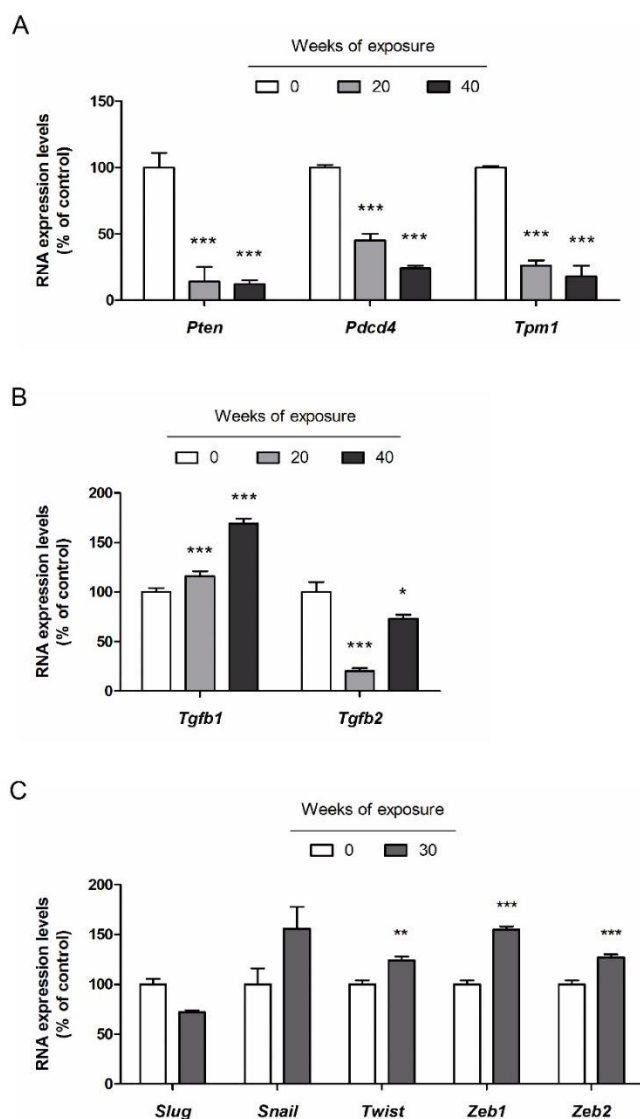 A
Weeks of exposure
0 20 40
RNA expression levels
(% of control)
150
100
50
0
*** *** *** *** *** ***
Pten Pdcd4 Tpm1
B
Weeks of exposure
0 20 40
RNA expression levels
(% of control)
200
150
100
50
0
*** *** *** *
Tgfb1 Tgfb2
C
Weeks of exposure
0 30
RNA expression levels
(% of control)
200
150
100
50
0
** *** ***
Slug Snail Twist Zeb1 Zeb2